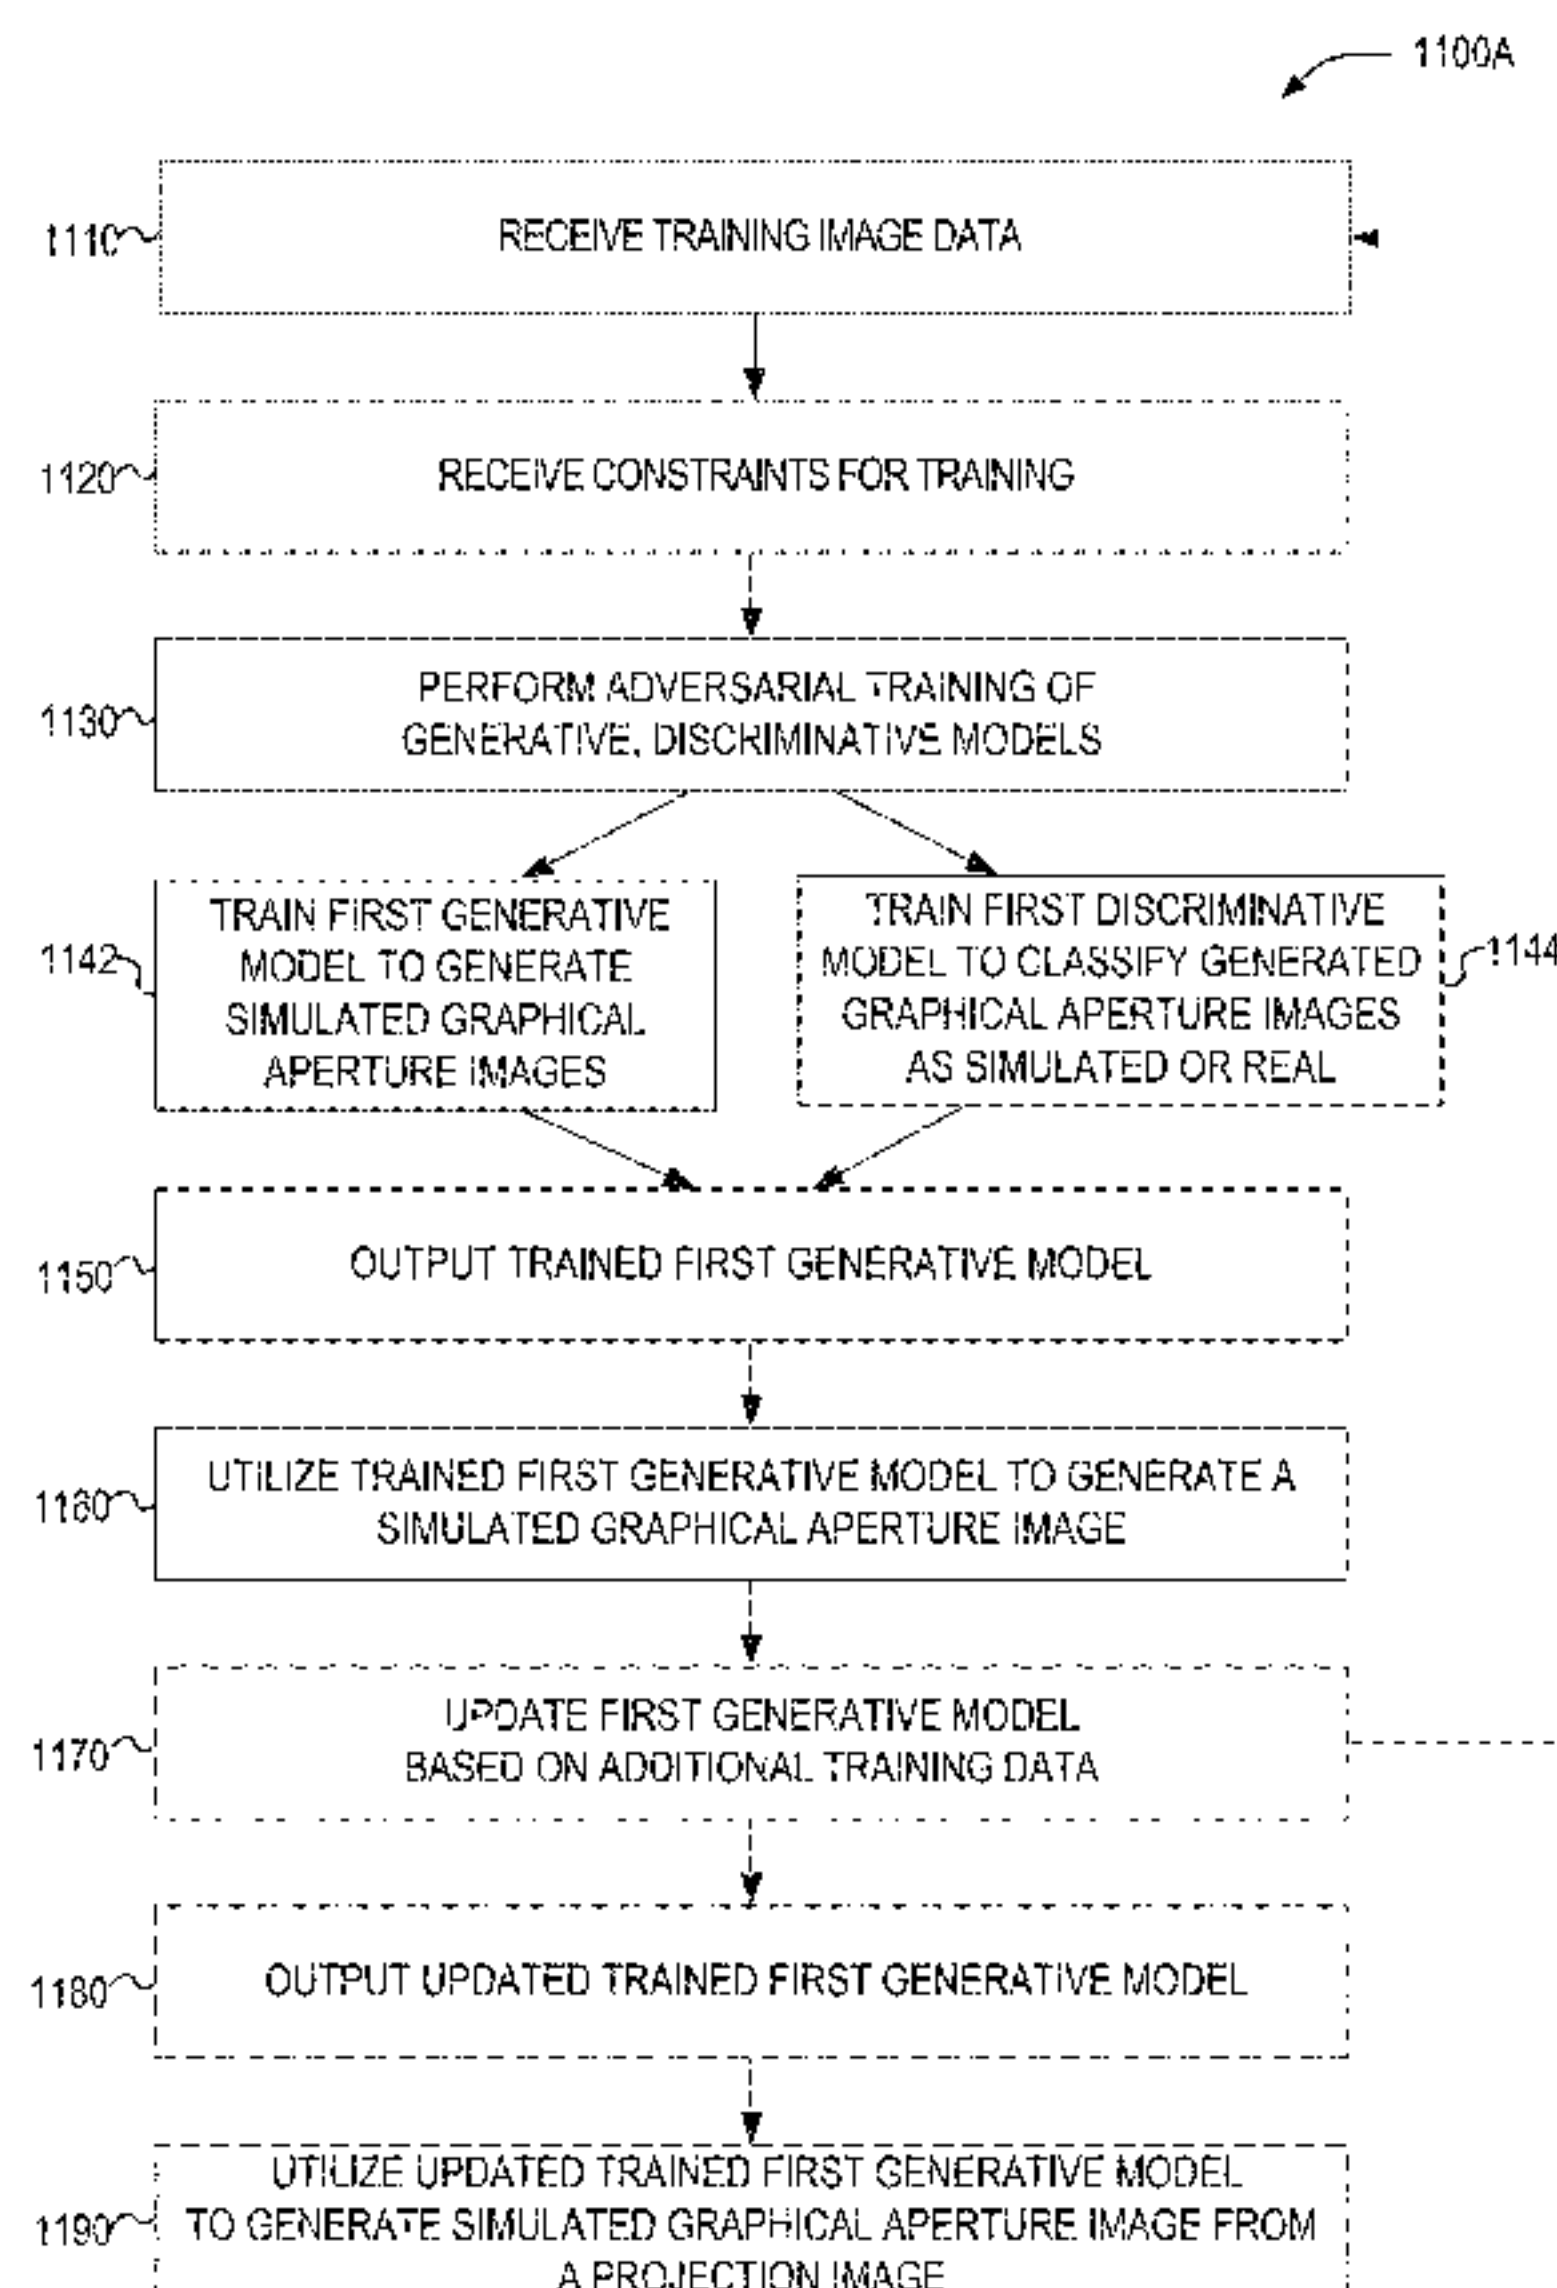 1100A
1110
RECEIVE TRAINING IMAGE DATA
1120
RECEIVE CONSTRAINTS FOR TRAINING
1130
PERFORM ADVERSARIAL TRAINING OF
GENERATIVE, DISCRIMINATIVE MODELS
1142
TRAIN FIRST GENERATIVE
MODEL TO GENERATE
SIMULATED GRAPHICAL
APERTURE IMAGES
TRAIN FIRST DISCRIMINATIVE
MODEL TO CLASSIFY GENERATED
GRAPHICAL APERTURE IMAGES
AS SIMULATED OR REAL
1144
1150
OUTPUT TRAINED FIRST GENERATIVE MODEL
1160
UTILIZE TRAINED FIRST GENERATIVE MODEL TO GENERATE A
SIMULATED GRAPHICAL APERTURE IMAGE
1170
UPDATE FIRST GENERATIVE MODEL
BASED ON ADDITIONAL TRAINING DATA
1180
OUTPUT UPDATED TRAINED FIRST GENERATIVE MODEL
1190
UTILIZE UPDATED TRAINED FIRST GENERATIVE MODEL
TO GENERATE SIMULATED GRAPHICAL APERTURE IMAGE FROM
A PROJECTION IMAGE